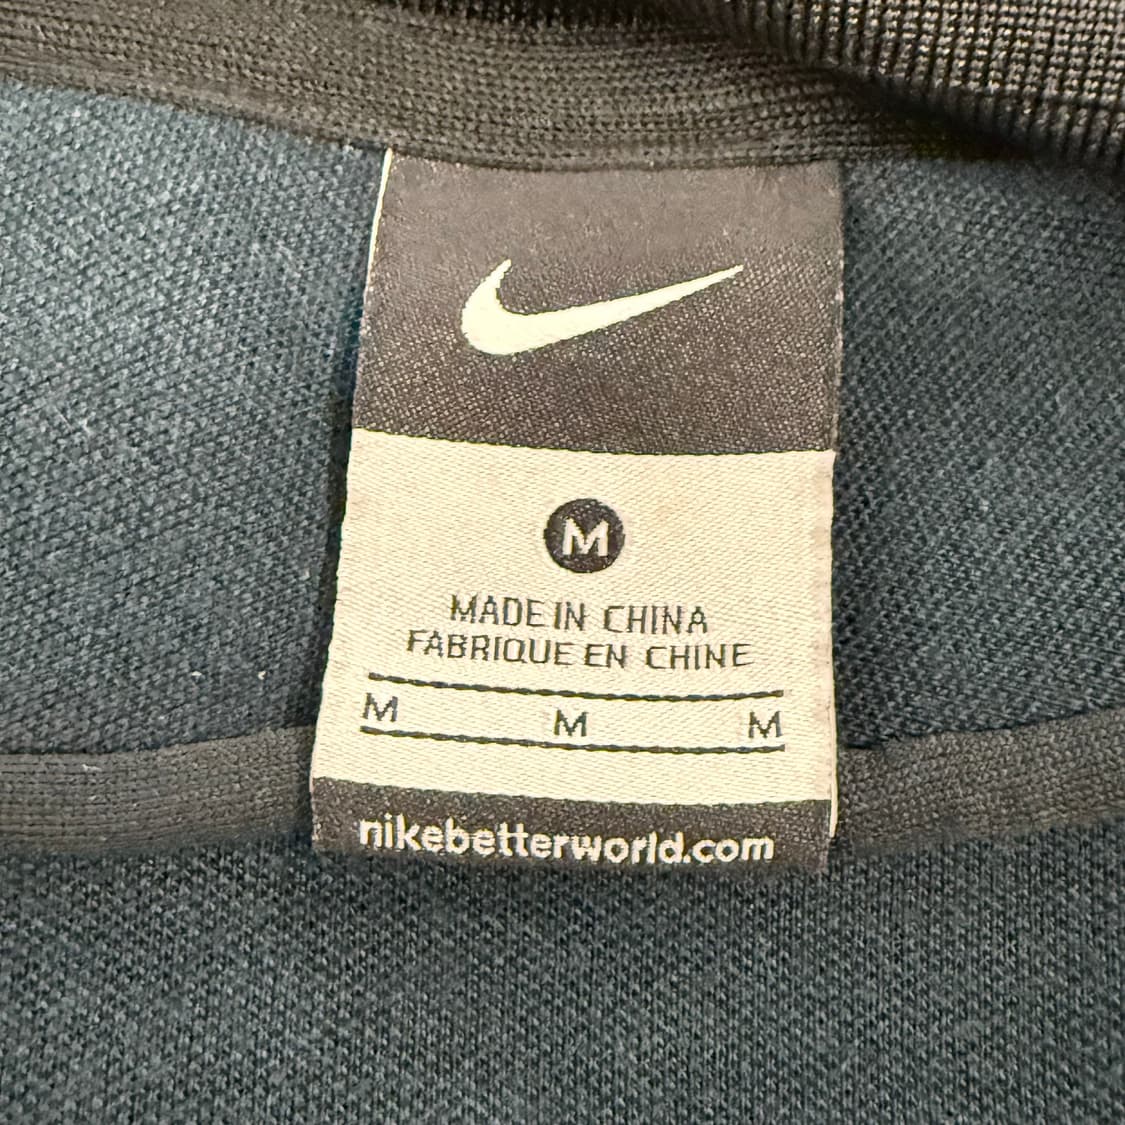 M
MADE IN CHINA
FABRIQUE EN CHINE
M M M
nikebetterworld.com